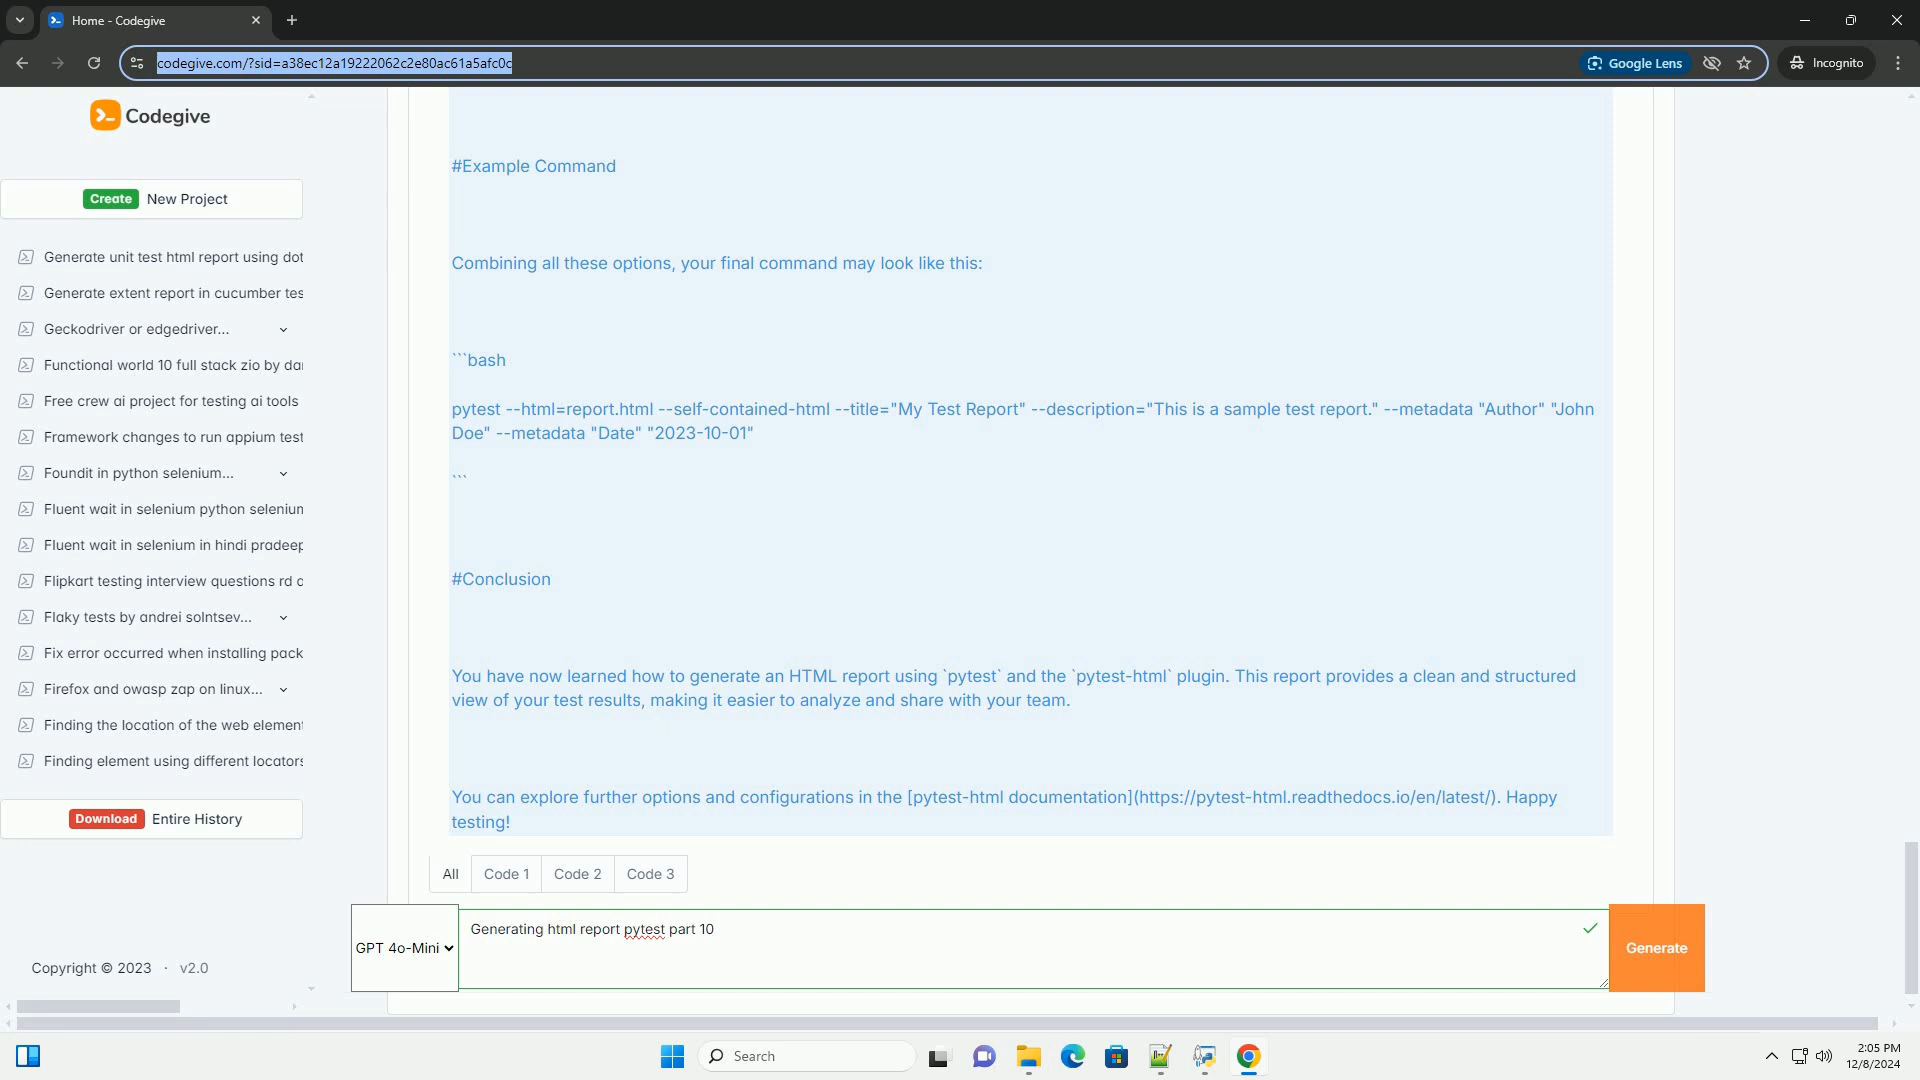 Home - Codegive
codegive.com/?sid=a38ec12a19222062c2e80ac61a5afc0c
Google Lens
Incognito
Codegive
Create New Project
Generate unit test html report using dot
Generate extent report in cucumber tes
Geckodriver or edgedriver...
Functional world 10 full stack zio by dar
Free crew ai project for testing ai tools
Framework changes to run appium test
Foundit in python selenium...
Fluent wait in selenium python selenium
Fluent wait in selenium in hindi pradeep
Flipkart testing interview questions rd a
Flaky tests by andrei solntsev...
Fix error occurred when installing pack
Firefox and owasp zap on linux...
Finding the location of the web element
Finding element using different locators
Download Entire History
Copyright © 2023 · v2.0
#Example Command
Combining all these options, your final command may look like this:
```bash
pytest --html=report.html --self-contained-html --title="My Test Report" --description="This is a sample test report." --metadata "Author" "John
Doe" --metadata "Date" "2023-10-01"
```
#Conclusion
You have now learned how to generate an HTML report using `pytest` and the `pytest-html` plugin. This report provides a clean and structured
view of your test results, making it easier to analyze and share with your team.
You can explore further options and configurations in the [pytest-html documentation](https://pytest-html.readthedocs.io/en/latest/). Happy
testing!
All Code 1 Code 2 Code 3
GPT 4o-Mini
Generating html report pytest part 10
Generate
Search
2:05 PM
12/8/2024